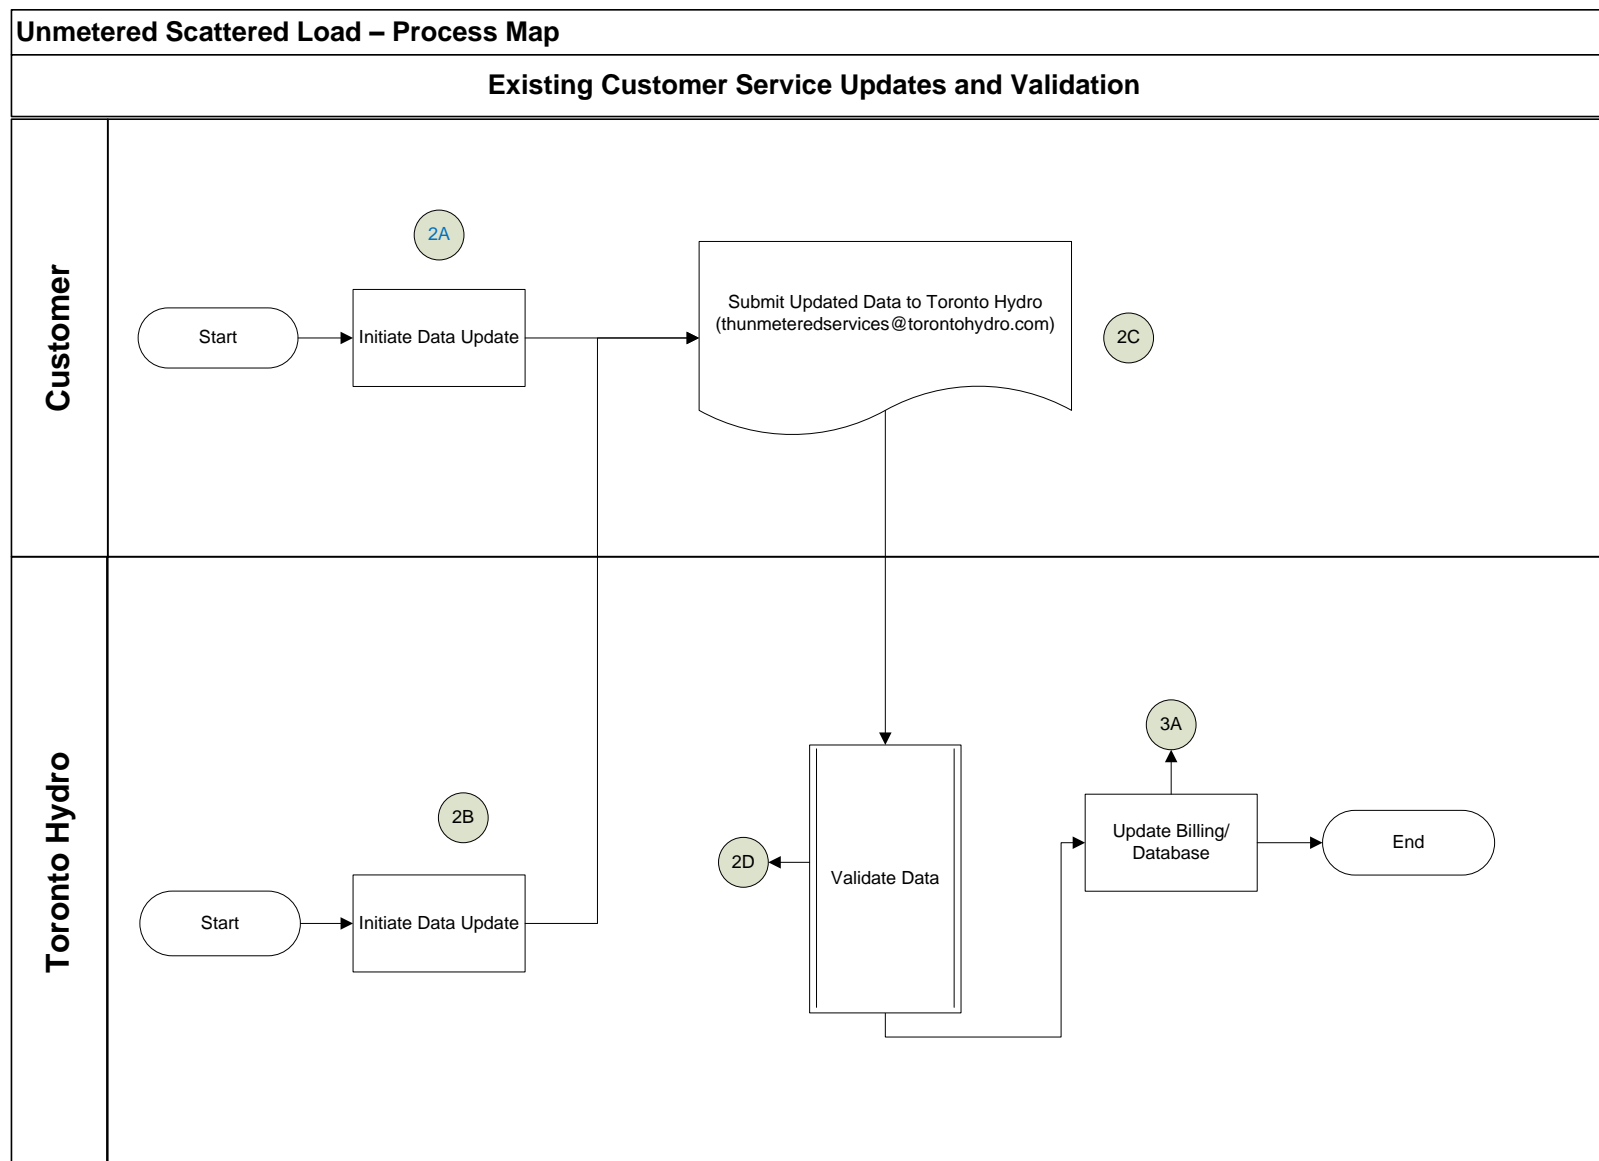 Unmetered Scattered Load – Process Map
Existing Customer Service Updates and Validation
Customer
2A
Start
Initiate Data Update
Submit Updated Data to Toronto Hydro
(thunmeteredservices@torontohydro.com)
2C
Toronto Hydro
2B
Start
Initiate Data Update
2D
Validate Data
3A
Update Billing/
Database
End